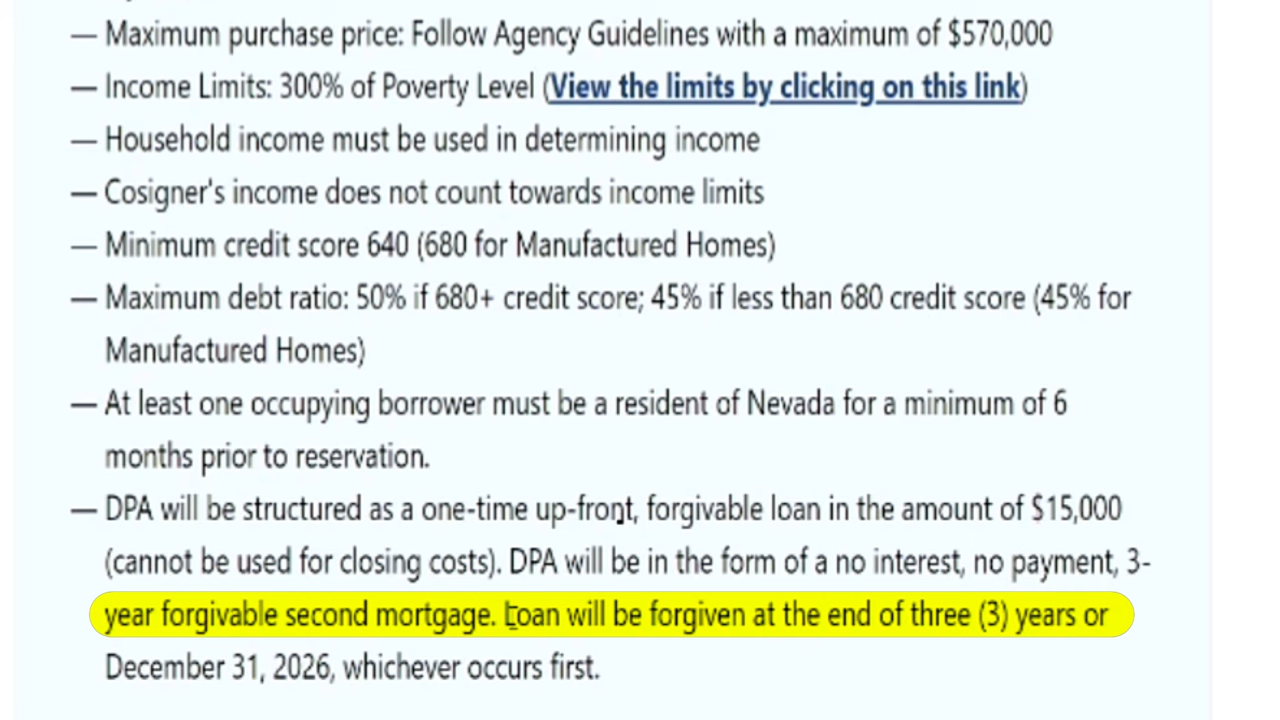 — Maximum purchase price: Follow Agency Guidelines with a maximum of $570,000
— Income Limits: 300% of Poverty Level (View the limits by clicking on this link)
— Household income must be used in determining income
— Cosigner's income does not count towards income limits
— Minimum credit score 640 (680 for Manufactured Homes)
— Maximum debt ratio: 50% if 680+ credit score; 45% if less than 680 credit score (45% for
Manufactured Homes)
— At least one occupying borrower must be a resident of Nevada for a minimum of 6
months prior to reservation.
— DPA will be structured as a one-time up-front, forgivable loan in the amount of $15,000
(cannot be used for closing costs). DPA will be in the form of a no interest, no payment, 3-
year forgivable second mortgage. Loan will be forgiven at the end of three (3) years or
December 31, 2026, whichever occurs first.